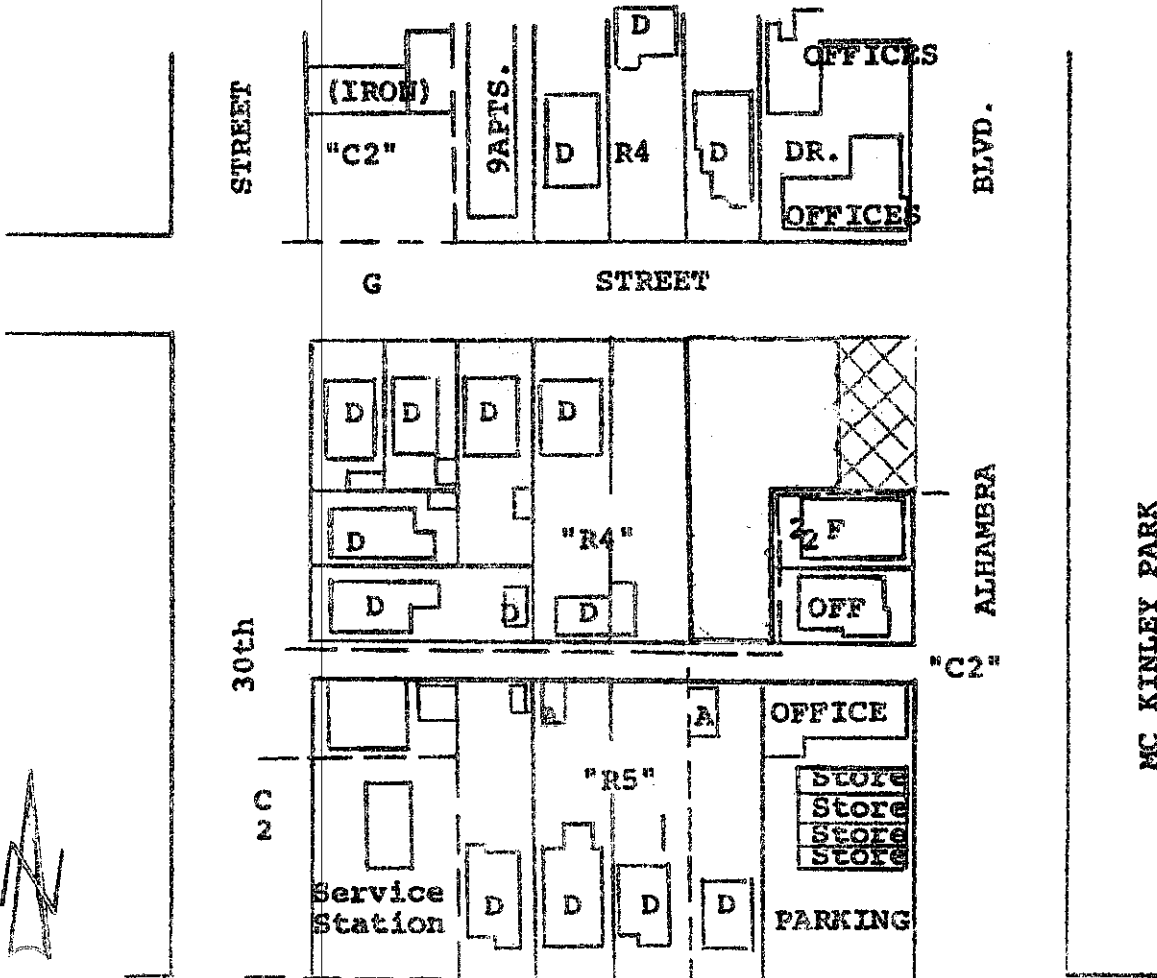 D
OFFICES
(IRON)
9APTS.
STREET
BLVD.
"C2"
D
R4
D
DR.
OFFICES
G
STREET
D
D
D
D
ALHAMBRA
"R4"
D
D
D
D
OFF
MC KINLEY PARK
30th
"C2"
A
OFFICE
"R5"
Store
Store
Store
Store
C
2
Service
Station
D
D
D
D
PARKING
N